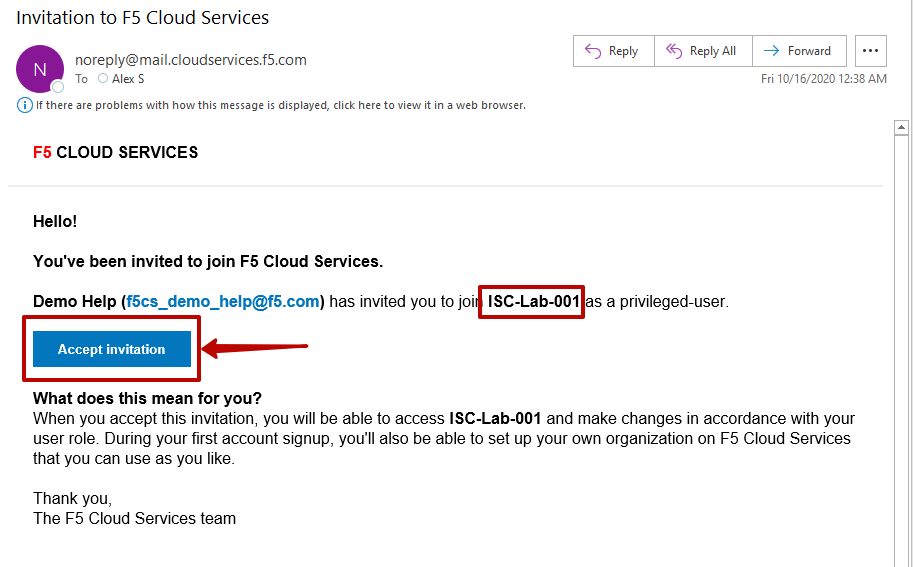 Invitation to F5 Cloud Services
N
noreply@mail.cloudservices.f5.com
To Alex S
Reply
Reply All
Forward
...
Fri 10/16/2020 12:38 AM
If there are problems with how this message is displayed, click here to view it in a web browser.
F5 CLOUD SERVICES
Hello!
You've been invited to join F5 Cloud Services.
Demo Help (f5cs_demo_help@f5.com) has invited you to join ISC-Lab-001 as a privileged-user.
Accept invitation
What does this mean for you?
When you accept this invitation, you will be able to access ISC-Lab-001 and make changes in accordance with your
user role. During your first account signup, you'll also be able to set up your own organization on F5 Cloud Services
that you can use as you like.
Thank you,
The F5 Cloud Services team